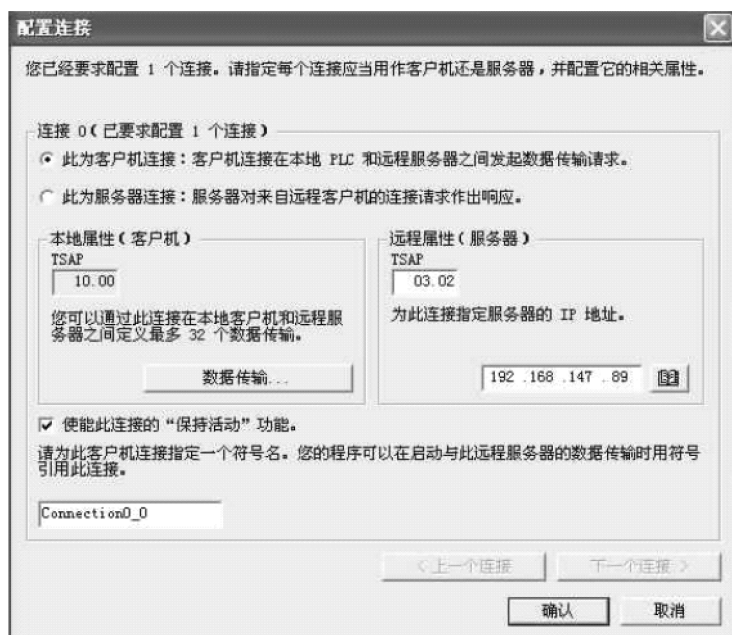 配置连接
您已经要求配置 1 个连接。请指定每个连接应当用作客户机还是服务器,并配置它的相关属性。
连接 0(已要求配置 1 个连接)
此为客户机连接:客户机连接在本地 PLC 和远程服务器之间发起数据传输请求。
此为服务器连接:服务器对来自远程客户机的连接请求作出响应。
本地属性(客户机)
TSAP
10.00
您可以通过此连接在本地客户机和远程服
务器之间定义最多 32 个数据传输。
数据传输...
远程属性(服务器)
TSAP
03.02
为此连接指定服务器的 IP 地址。
192 .168 .147 . 89
使能此连接的“保持活动”功能。
请为此客户机连接指定一个符号名。您的程序可以在启动与此远程服务器的数据传输时用符号
引用此连接。
Connection0_0
<上一个连接
下一个连接 >
确认
取消